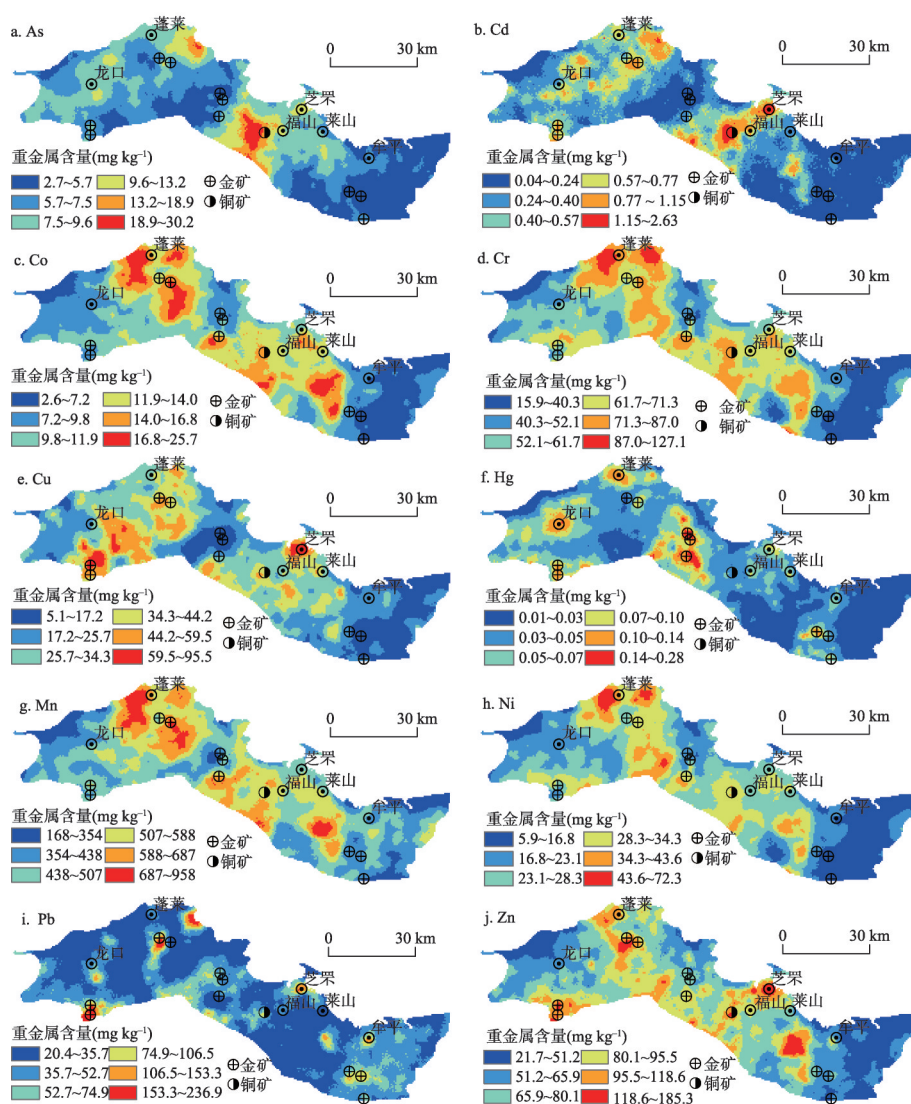 a. As
蓬莱
0 30 km
龙口
芝罘
福山
莱山
牟平
重金属含量(mg kg⁻¹)
2.7~5.7 9.6~13.2 金矿
5.7~7.5 13.2~18.9 铜矿
7.5~9.6 18.9~30.2
b. Cd
蓬莱
0 30 km
龙口
芝罘
福山
莱山
牟平
重金属含量(mg kg⁻¹)
0.04~0.24 0.57~0.77 金矿
0.24~0.40 0.77~1.15 铜矿
0.40~0.57 1.15~2.63
c. Co
蓬莱
0 30 km
龙口
芝罘
福山
莱山
牟平
重金属含量(mg kg⁻¹)
2.6~7.2 11.9~14.0 金矿
7.2~9.8 14.0~16.8 铜矿
9.8~11.9 16.8~25.7
d. Cr
蓬莱
0 30 km
龙口
芝罘
福山
莱山
牟平
重金属含量(mg kg⁻¹)
15.9~40.3 61.7~71.3 金矿
40.3~52.1 71.3~87.0 铜矿
52.1~61.7 87.0~127.1
e. Cu
蓬莱
0 30 km
龙口
芝罘
福山
莱山
牟平
重金属含量(mg kg⁻¹)
5.1~17.2 34.3~44.2 金矿
17.2~25.7 44.2~59.5 铜矿
25.7~34.3 59.5~95.5
f. Hg
蓬莱
0 30 km
龙口
芝罘
福山
莱山
牟平
重金属含量(mg kg⁻¹)
0.01~0.03 0.07~0.10 金矿
0.03~0.05 0.10~0.14 铜矿
0.05~0.07 0.14~0.28
g. Mn
蓬莱
0 30 km
龙口
芝罘
福山
莱山
牟平
重金属含量(mg kg⁻¹)
168~354 507~588 金矿
354~438 588~687 铜矿
438~507 687~958
h. Ni
蓬莱
0 30 km
龙口
芝罘
福山
莱山
牟平
重金属含量(mg kg⁻¹)
5.9~16.8 28.3~34.3 金矿
16.8~23.1 34.3~43.6 铜矿
23.1~28.3 43.6~72.3
i. Pb
蓬莱
0 30 km
龙口
芝罘
福山
莱山
牟平
重金属含量(mg kg⁻¹)
20.4~35.7 74.9~106.5 金矿
35.7~52.7 106.5~153.3 铜矿
52.7~74.9 153.3~236.9
j. Zn
蓬莱
0 30 km
龙口
芝罘
福山
莱山
牟平
重金属含量(mg kg⁻¹)
21.7~51.2 80.1~95.5 金矿
51.2~65.9 95.5~118.6 铜矿
65.9~80.1 118.6~185.3